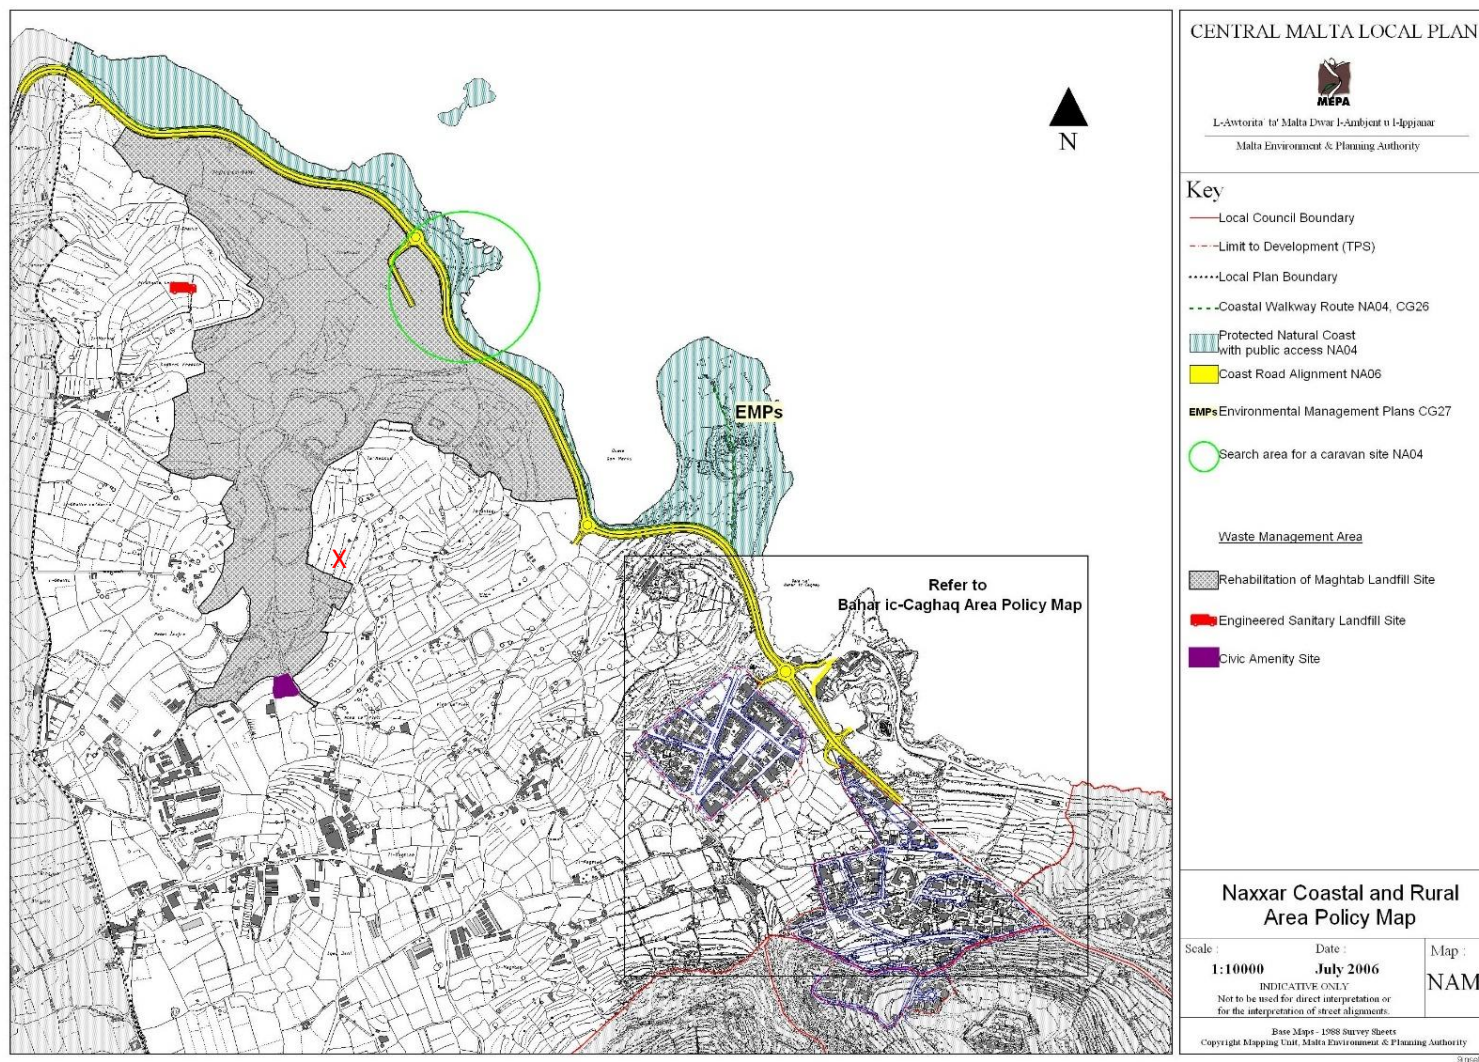 EMPs
N
Refer to
Bahar ic-Caghaq Area Policy Map
X
CENTRAL MALTA LOCAL PLAN
MEPA
L-Awtorita' ta' Malta Dwar l-Ambjent u l-Ippjanar
Malta Environment & Planning Authority
Key
Local Council Boundary
Limit to Development (TPS)
Local Plan Boundary
Coastal Walkway Route NA04, CG26
Protected Natural Coast
with public access NA04
Coast Road Alignment NA06
EMPs Environmental Management Plans CG27
Search area for a caravan site NA04
Waste Management Area
Rehabilitation of Maghtab Landfill Site
Engineered Sanitary Landfill Site
Civic Amenity Site
Naxxar Coastal and Rural
Area Policy Map
Scale :
1:10000
Date :
July 2006
INDICATIVE ONLY
Not to be used for direct interpretation or
for the interpretation of street alignments.
Map :
NAM
Base Maps - 1988 Survey Sheets
Copyright Mapping Unit, Malta Environment & Planning Authority